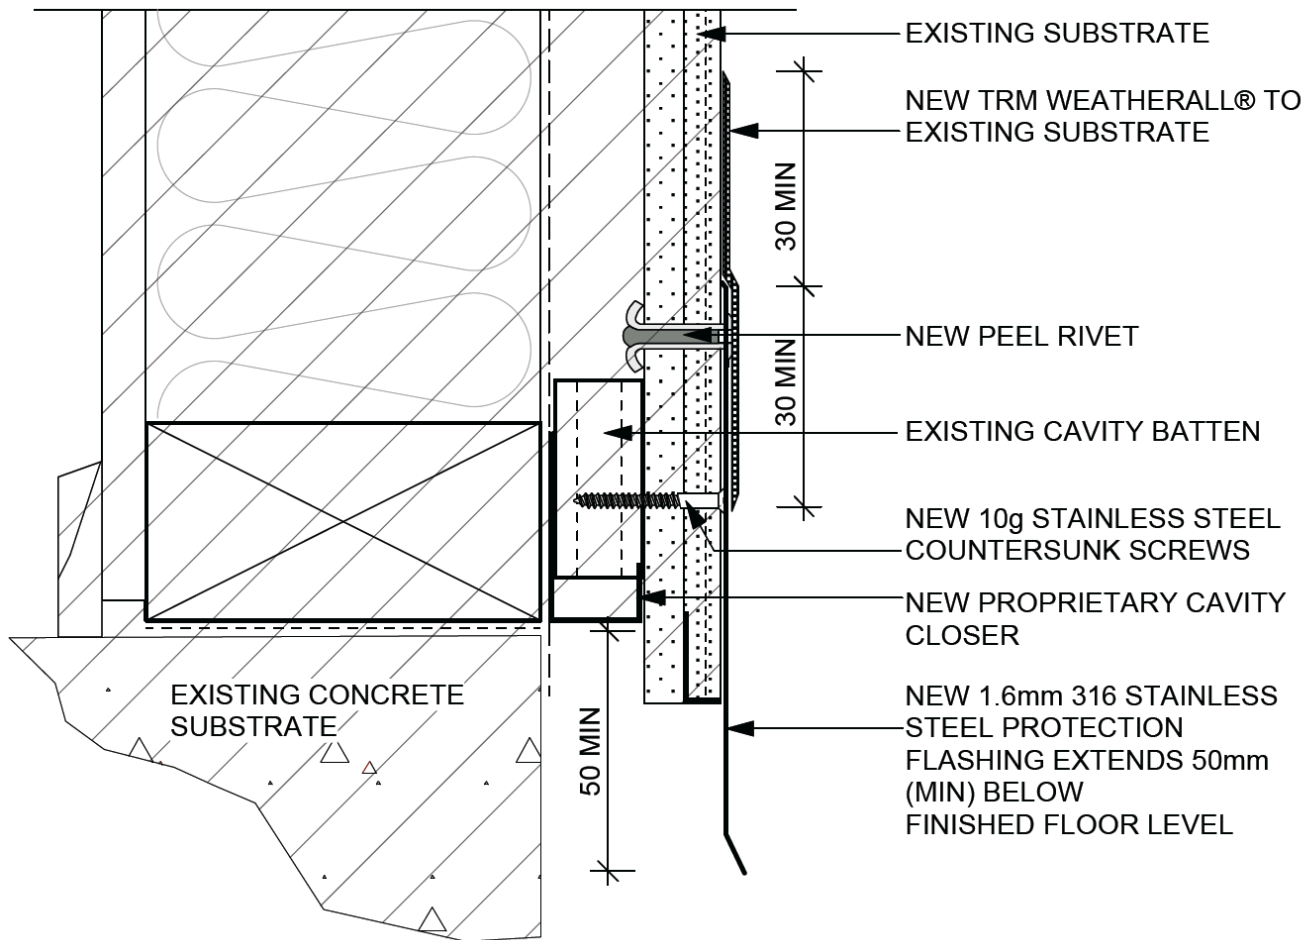 EXISTING SUBSTRATE
NEW TRM WEATHERALL® TO
EXISTING SUBSTRATE
30 MIN
NEW PEEL RIVET
30 MIN
EXISTING CAVITY BATTEN
NEW 10g STAINLESS STEEL
COUNTERSUNK SCREWS
NEW PROPRIETARY CAVITY
CLOSER
EXISTING CONCRETE
SUBSTRATE
50 MIN
NEW 1.6mm 316 STAINLESS
STEEL PROTECTION
FLASHING EXTENDS 50mm
(MIN) BELOW
FINISHED FLOOR LEVEL